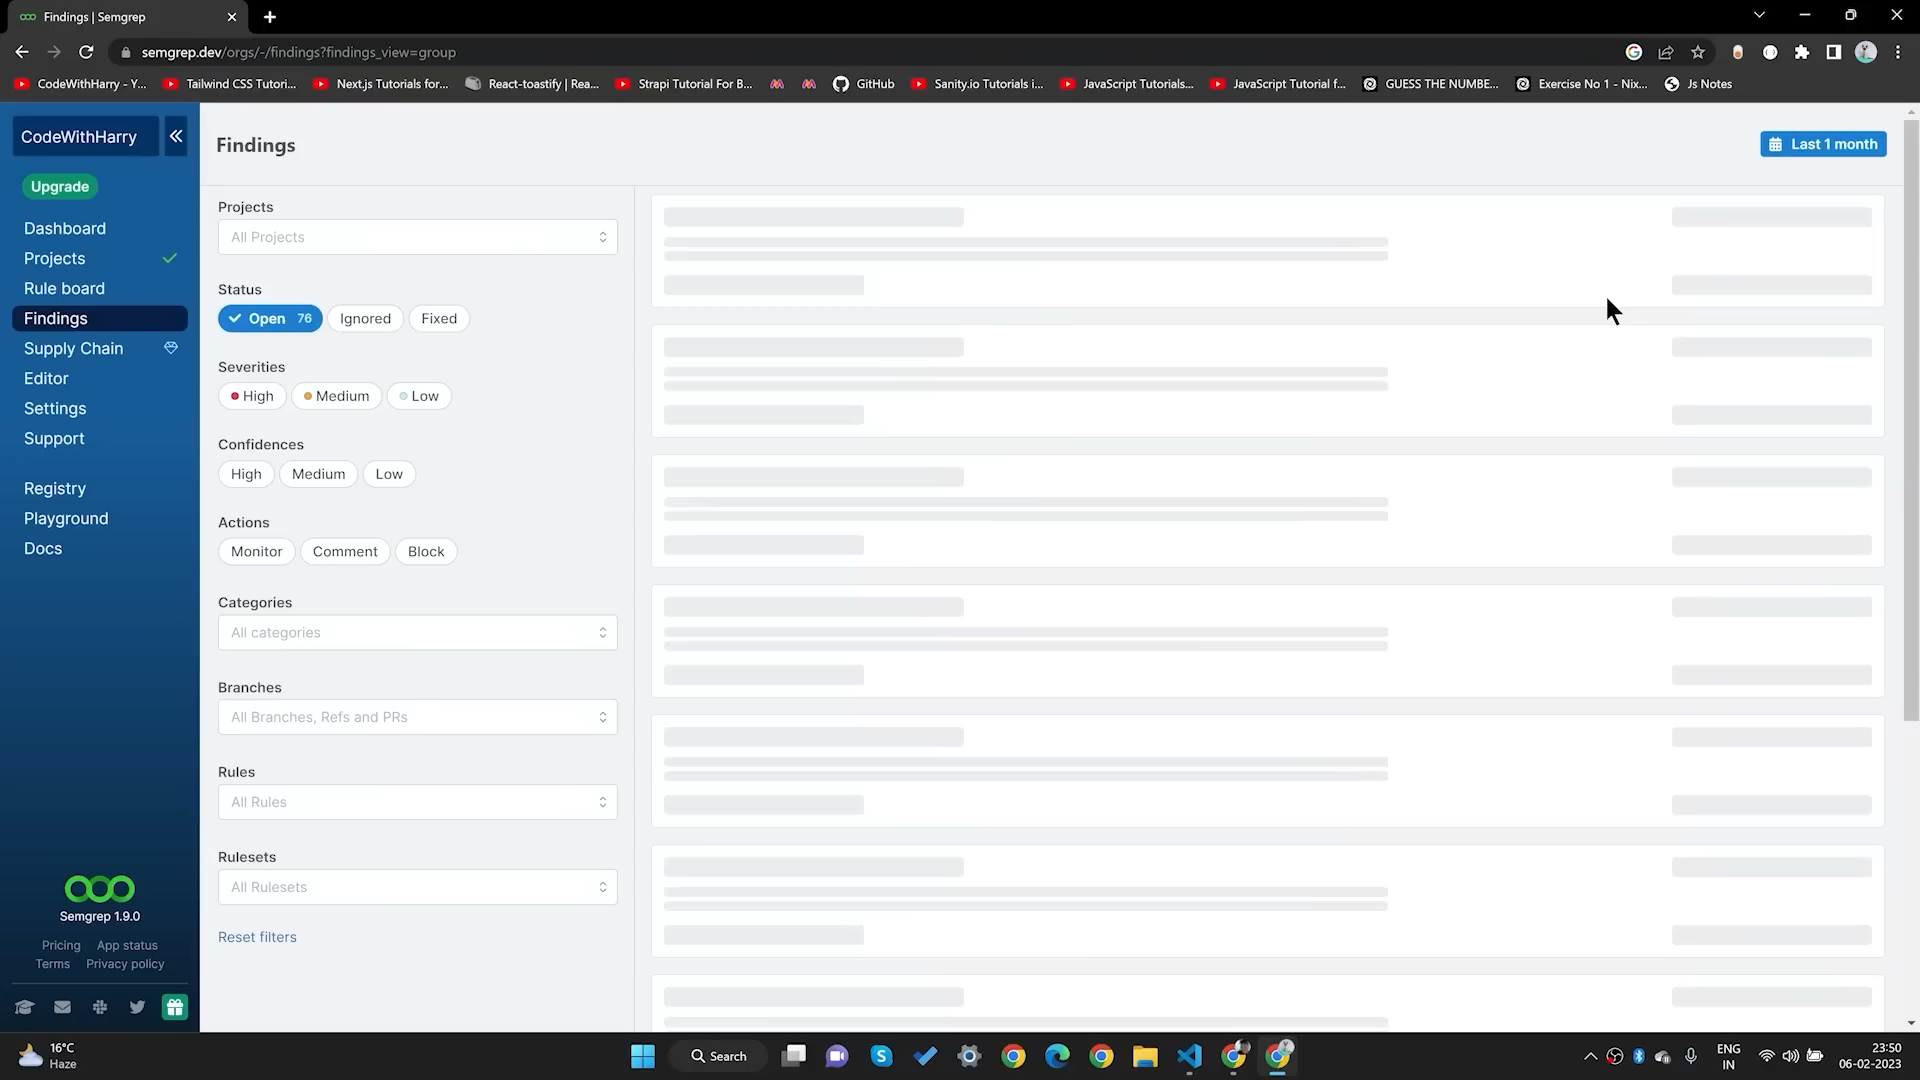 Findings | Semgrep
semgrep.dev/orgs/-/findings?findings_view=group
CodeWithHarry - Y...
Tailwind CSS Tutori...
Next.js Tutorials for...
React-toastify | Rea...
Strapi Tutorial For B...
GitHub
Sanity.io Tutorials i...
JavaScript Tutorials...
JavaScript Tutorial f...
GUESS THE NUMBE...
Exercise No 1 - Nix...
Js Notes
CodeWithHarry
Upgrade
Dashboard
Projects
Rule board
Findings
Supply Chain
Editor
Settings
Support
Registry
Playground
Docs
Semgrep 1.9.0
Pricing App status
Terms Privacy policy
Findings
Last 1 month
Projects
All Projects
Status
Open 76 Ignored Fixed
Severities
High Medium Low
Confidences
High Medium Low
Actions
Monitor Comment Block
Categories
All categories
Branches
All Branches, Refs and PRs
Rules
All Rules
Rulesets
All Rulesets
Reset filters
16°C
Haze
Search
ENG
IN
23:50
06-02-2023